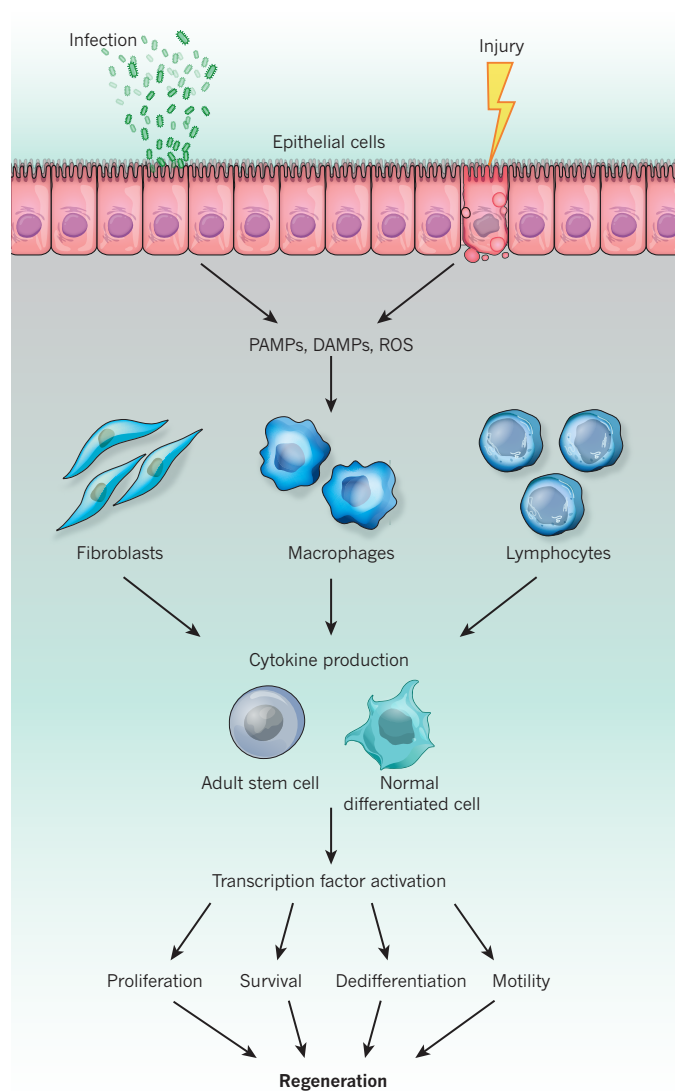 Infection
Injury
Epithelial cells
PAMPs, DAMPs, ROS
Fibroblasts
Macrophages
Lymphocytes
Cytokine production
Adult stem cell
Normal
differentiated cell
Transcription factor activation
Proliferation
Survival
Dedifferentiation
Motility
Regeneration